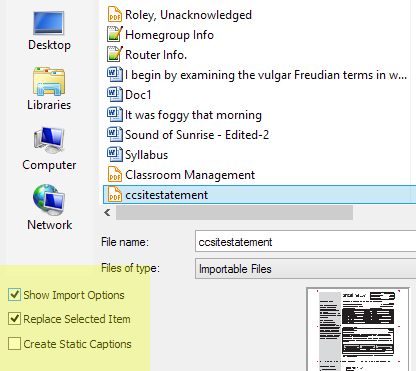 Desktop
Libraries
Computer
Network
Roley, Unacknowledged
Homegroup Info
Router Info.
I begin by examining the vulgar Freudian terms in w...
Doc1
It was foggy that morning
Sound of Sunrise - Edited-2
Syllabus
Classroom Management
ccsitestatement
File name: ccsitestatement
Files of type: Importable Files
Show Import Options
Replace Selected Item
Create Static Captions